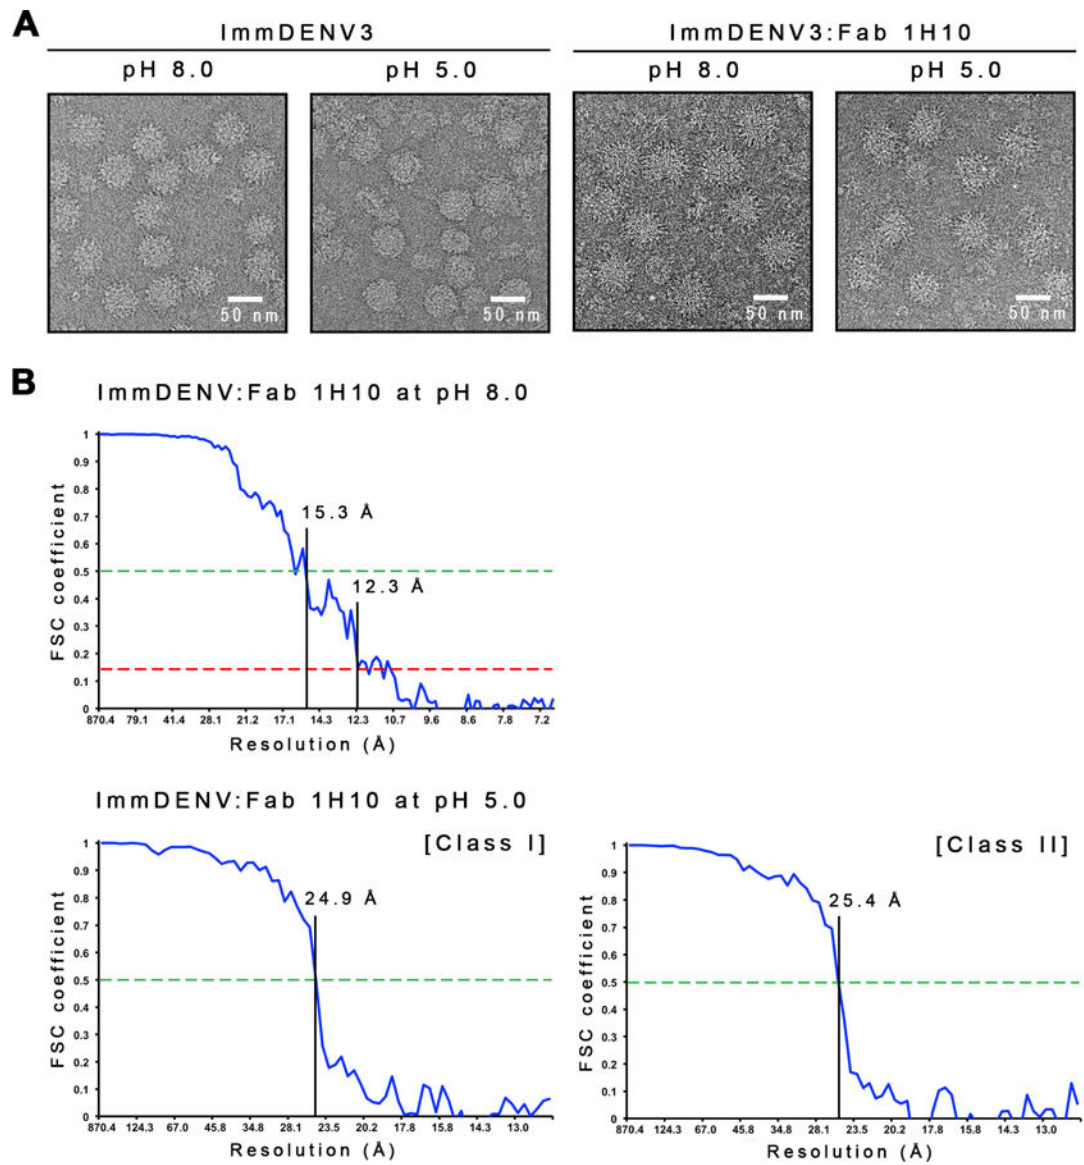 A
ImmDENV3
ImmDENV3:Fab 1H10
pH 8.0
pH 5.0
pH 8.0
pH 5.0
50 nm
50 nm
50 nm
50 nm
B
ImmDENV:Fab 1H10 at pH 8.0
FSC coefficient
1
0.9
0.8
0.7
0.6
0.5
0.4
0.3
0.2
0.1
0
15.3 Å
12.3 Å
870.4 79.1 41.4 28.1 21.2 17.1 14.3 12.3 10.7 9.6 8.6 7.8 7.2
Resolution (Å)
ImmDENV:Fab 1H10 at pH 5.0
[Class I]
FSC coefficient
1
0.9
0.8
0.7
0.6
0.5
0.4
0.3
0.2
0.1
0
24.9 Å
870.4 124.3 67.0 45.8 34.8 28.1 23.5 20.2 17.8 15.8 14.3 13.0
Resolution (Å)
[Class II]
FSC coefficient
1
0.9
0.8
0.7
0.6
0.5
0.4
0.3
0.2
0.1
0
25.4 Å
870.4 124.3 67.0 45.8 34.8 28.1 23.5 20.2 17.8 15.8 14.3 13.0
Resolution (Å)